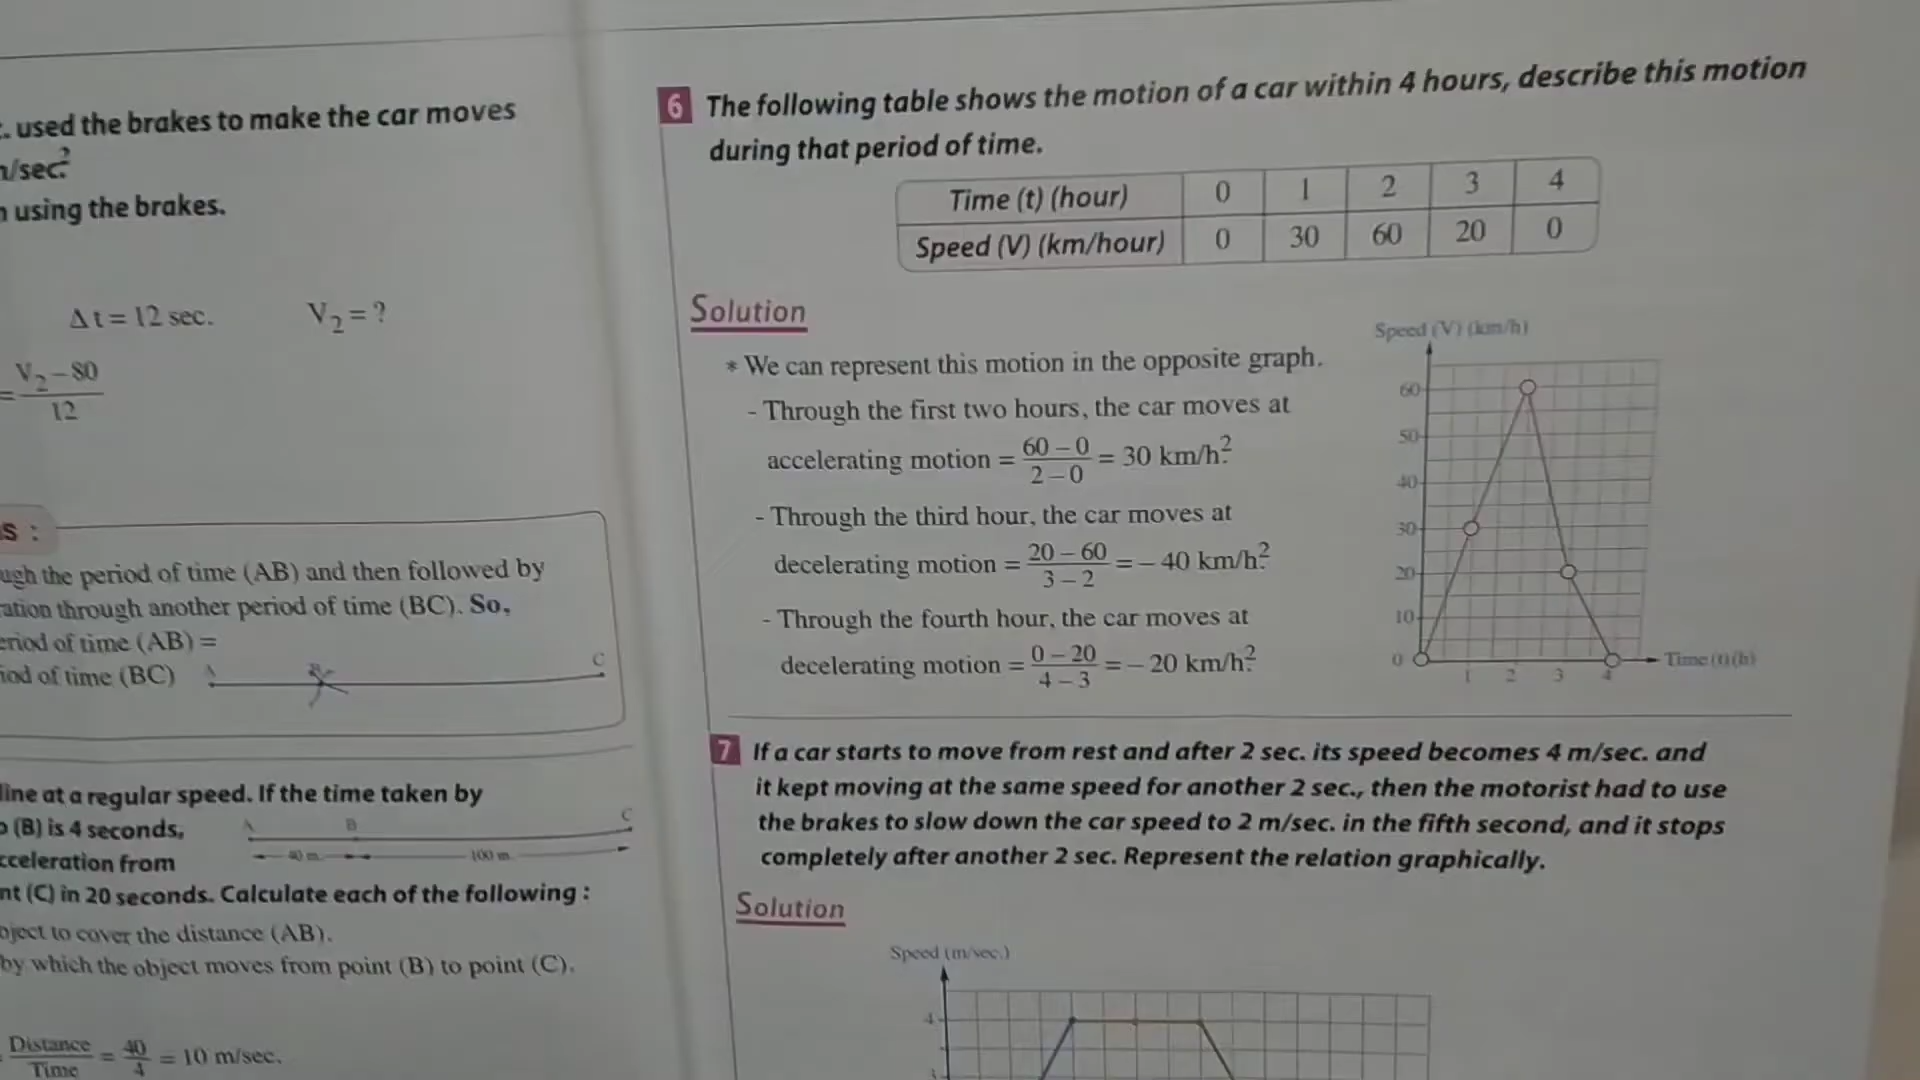 used the brakes to make the car moves
/sec.²
using the brakes.
Δt = 12 sec. V₂ = ?
= V₂ – 80 / 12
s :
ugh the period of time (AB) and then followed by
ation through another period of time (BC). So,
eriod of time (AB) =
iod of time (BC)
C
line at a regular speed. If the time taken by
(B) is 4 seconds,
B C
40 m. 100 m.
cceleration from
nt (C) in 20 seconds. Calculate each of the following :
bject to cover the distance (AB).
by which the object moves from point (B) to point (C).
Distance / Time = 40 / 4 = 10 m/sec.
6 The following table shows the motion of a car within 4 hours, describe this motion
during that period of time.
Time (t) (hour) 0 1 2 3 4
Speed (V) (km/hour) 0 30 60 20 0
Solution
* We can represent this motion in the opposite graph.
- Through the first two hours, the car moves at
accelerating motion = 60 – 0 / 2 – 0 = 30 km/h.²
- Through the third hour, the car moves at
decelerating motion = 20 – 60 / 3 – 2 = – 40 km/h.²
- Through the fourth hour, the car moves at
decelerating motion = 0 – 20 / 4 – 3 = – 20 km/h.²
Speed (V) (km/h)
60
50
40
30
20
10
0
1 2 3 4
Time (t) (h)
7 If a car starts to move from rest and after 2 sec. its speed becomes 4 m/sec. and
it kept moving at the same speed for another 2 sec., then the motorist had to use
the brakes to slow down the car speed to 2 m/sec. in the fifth second, and it stops
completely after another 2 sec. Represent the relation graphically.
Solution
Speed (m/sec.)
4
3